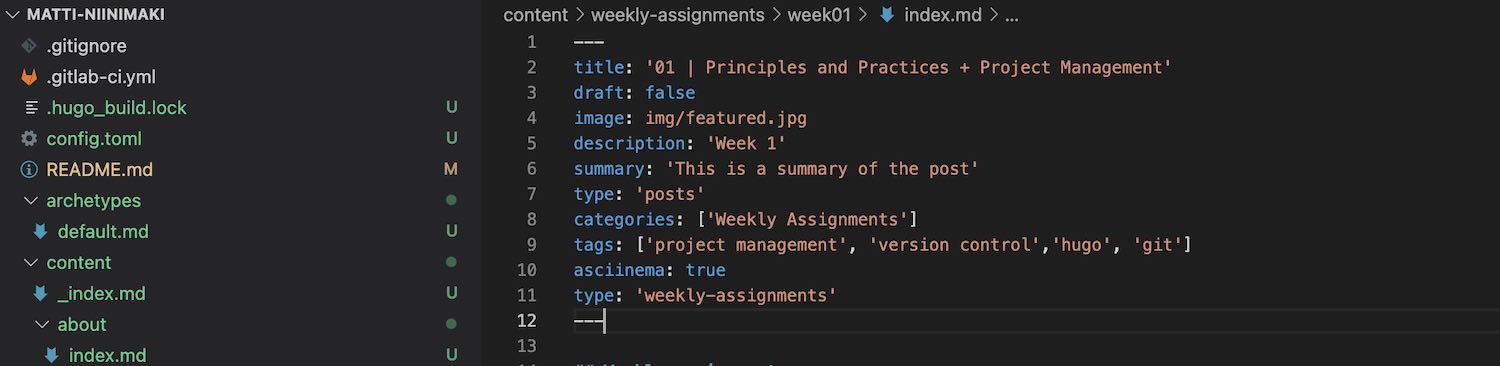 MATTI-NIINIMAKI
.gitignore
.gitlab-ci.yml
.hugo_build.lock U
config.toml U
README.md M
archetypes
default.md U
content
_index.md U
about
index.md U
content > weekly-assignments > week01 > index.md > ...
1 ---
2 title: '01 | Principles and Practices + Project Management'
3 draft: false
4 image: img/featured.jpg
5 description: 'Week 1'
6 summary: 'This is a summary of the post'
7 type: 'posts'
8 categories: ['Weekly Assignments']
9 tags: ['project management', 'version control','hugo', 'git']
10 asciinema: true
11 type: 'weekly-assignments'
12 ---
13